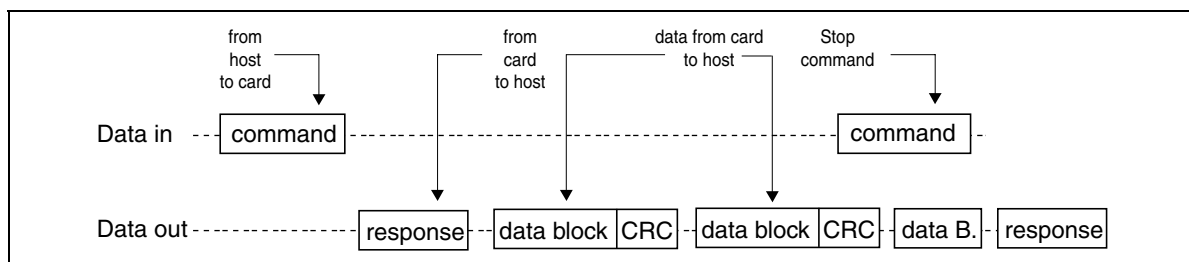 from
host
to card
from
card
to host
data from card
to host
Stop
command
Data in
command
command
Data out
response
data block
CRC
data block
CRC
data B.
response